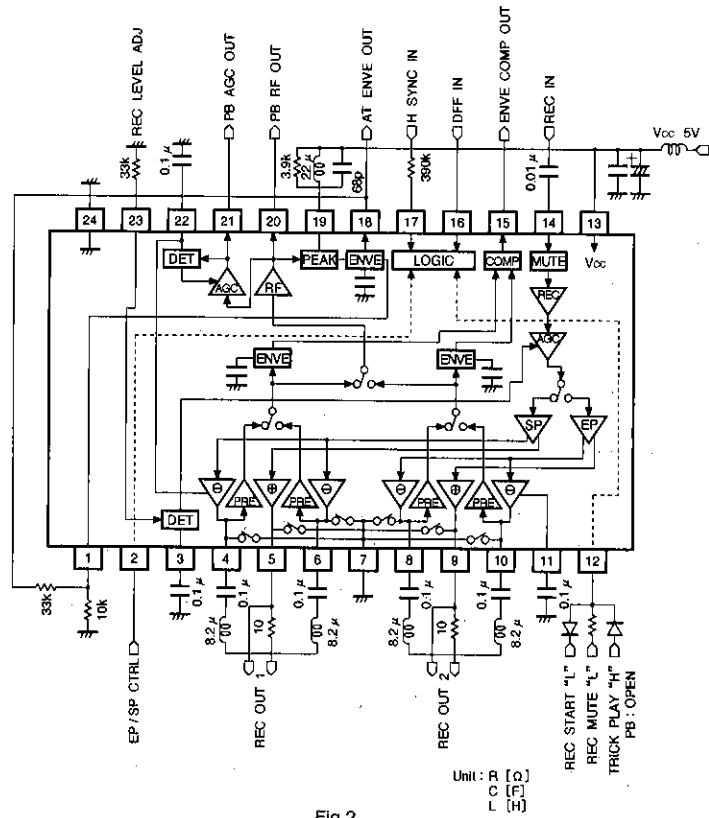 REC LEVEL ADJ
PB AGC OUT
PB RF OUT
AT ENVE OUT
H SYNC IN
DFF IN
ENVE COMP OUT
REC IN
Vcc 5V
33k
0.1μ
3.9k
22μ
68p
390k
0.01μ
+
24
23
22
21
20
19
18
17
16
15
14
13
DET
AGC
RF
PEAK
ENVE
LOGIC
COMP
MUTE
Vcc
REC
AGC
ENVE
ENVE
SP
EP
⊖
PRE
⊕
PRE
⊖
⊖
PRE
⊕
PRE
⊖
DET
1
2
3
4
5
6
7
8
9
10
11
12
33k
10k
0.1μ
0.1μ
0.1μ
0.1μ
0.1μ
0.1μ
8.2μ
10
8.2μ
8.2μ
10
8.2μ
EP/SP CTRL
REC OUT 1
REC OUT 2
REC START "L"
REC MUTE "L"
TRICK PLAY "H"
PB : OPEN
Unit : R [Ω]
C [F]
L [H]
Fig.2